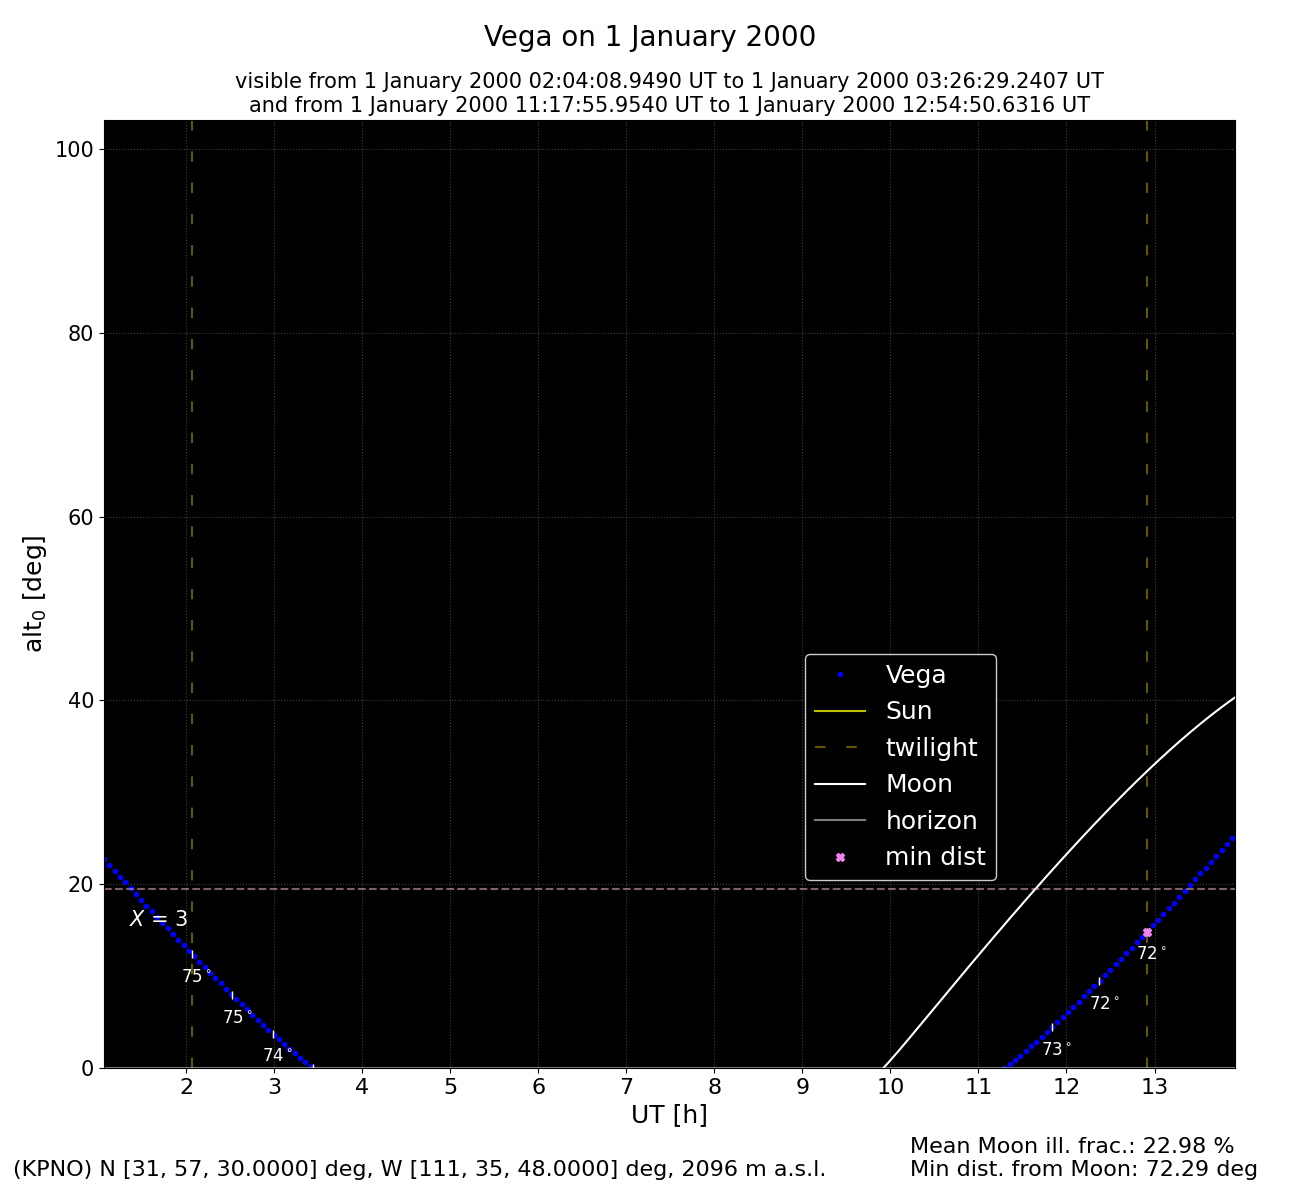 Vega on 1 January 2000
visible from 1 January 2000 02:04:08.9490 UT to 1 January 2000 03:26:29.2407 UT
and from 1 January 2000 11:17:55.9540 UT to 1 January 2000 12:54:50.6316 UT
100
80
60
40
20
0
alt₀ [deg]
Vega
Sun
twilight
Moon
horizon
min dist
X = 3
75°
75°
74°
73°
72°
72°
2 3 4 5 6 7 8 9 10 11 12 13
UT [h]
Mean Moon ill. frac.: 22.98 %
(KPNO) N [31, 57, 30.0000] deg, W [111, 35, 48.0000] deg, 2096 m a.s.l.
Min dist. from Moon: 72.29 deg